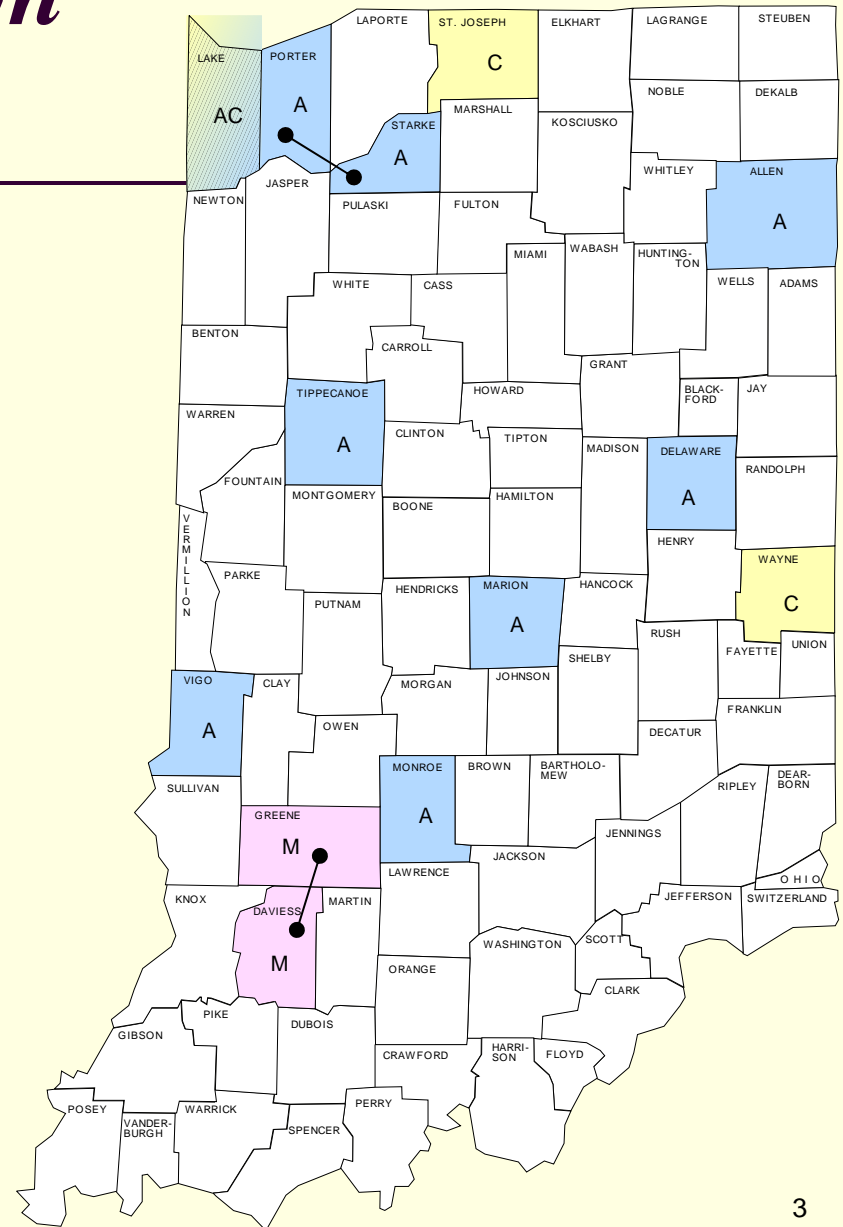 LAPORTE
ST. JOSEPH
ELKHART
LAGRANGE
STEUBEN
LAKE
PORTER
C
NOBLE
DEKALB
A
MARSHALL
AC
KOSCIUSKO
STARKE
A
WHITLEY
ALLEN
JASPER
NEWTON
PULASKI
FULTON
A
MIAMI
WABASH
HUNTING-
TON
WHITE
CASS
WELLS
ADAMS
BENTON
CARROLL
GRANT
TIPPECANOE
HOWARD
BLACK-
FORD
JAY
WARREN
A
CLINTON
TIPTON
MADISON
DELAWARE
RANDOLPH
FOUNTAIN
MONTGOMERY
BOONE
HAMILTON
A
VERMILLION
HENRY
WAYNE
PARKE
HENDRICKS
MARION
HANCOCK
C
PUTNAM
A
RUSH
FAYETTE
UNION
SHELBY
VIGO
CLAY
MORGAN
JOHNSON
A
FRANKLIN
OWEN
DECATUR
MONROE
BROWN
BARTHOLO-
MEW
DEAR-
BORN
SULLIVAN
RIPLEY
GREENE
A
M
JENNINGS
JACKSON
LAWRENCE
OHIO
KNOX
MARTIN
JEFFERSON
SWITZERLAND
DAVIESS
WASHINGTON
SCOTT
M
ORANGE
CLARK
PIKE
DUBOIS
GIBSON
CRAWFORD
HARRI-
SON
FLOYD
POSEY
WARRICK
PERRY
VANDER-
BURGH
SPENCER
3